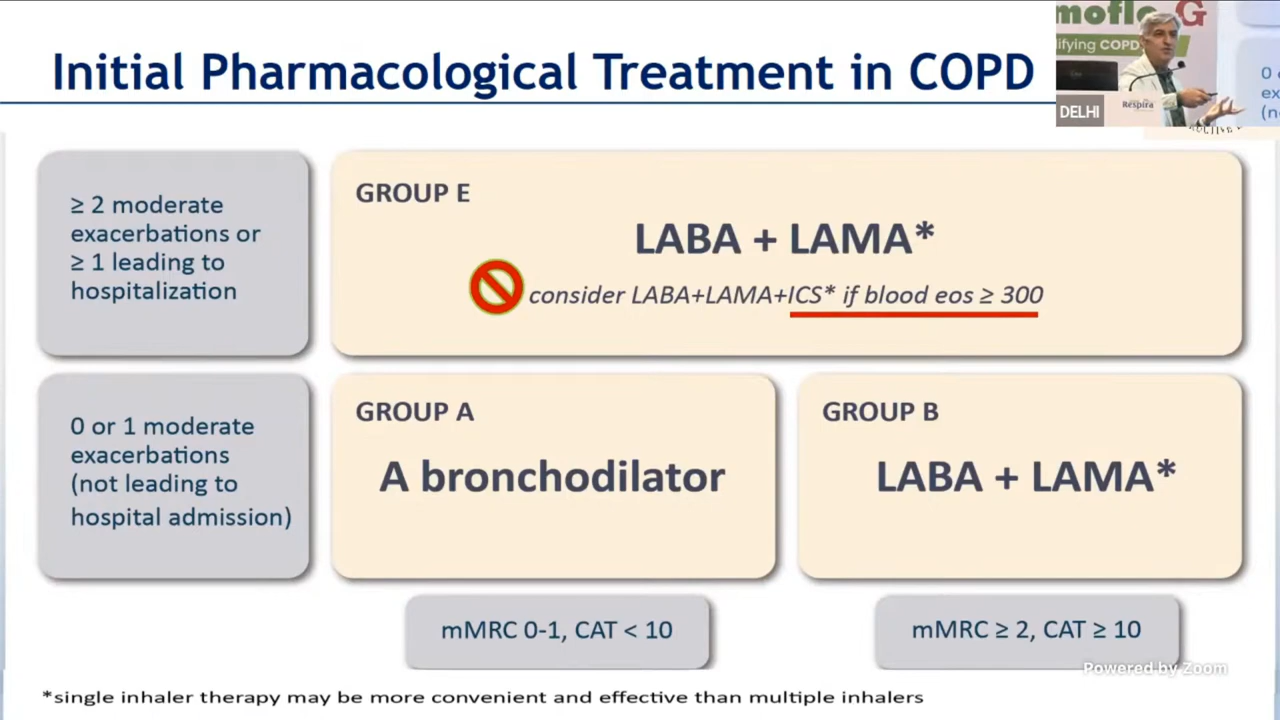 Initial Pharmacological Treatment in COPD
G
ifying COPD
Respira
DELHI
≥ 2 moderate
exacerbations or
≥ 1 leading to
hospitalization
GROUP E
LABA + LAMA*
consider LABA+LAMA+ICS* if blood eos ≥ 300
0 or 1 moderate
exacerbations
(not leading to
hospital admission)
GROUP A
A bronchodilator
GROUP B
LABA + LAMA*
mMRC 0-1, CAT < 10
mMRC ≥ 2, CAT ≥ 10
Powered by Zoom
*single inhaler therapy may be more convenient and effective than multiple inhalers